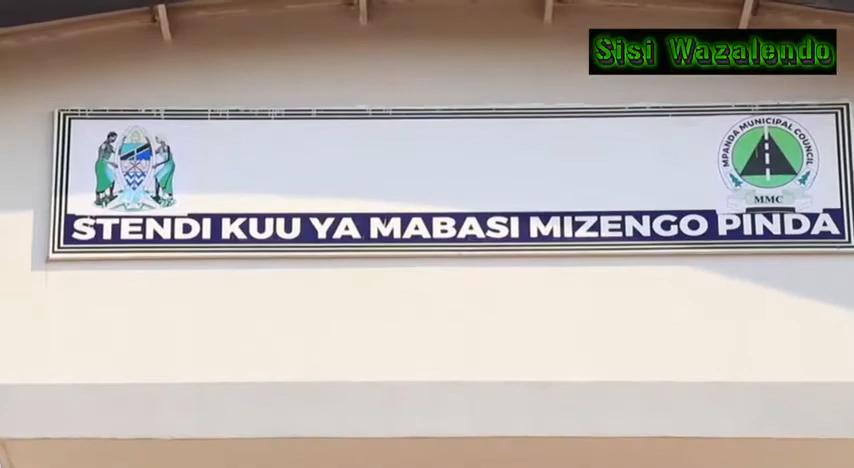 Sisi Wazalendo
MPANDA MUNICIPAL COUNCIL
MMC
STENDI KUU YA MABASI MIZENGO PINDA